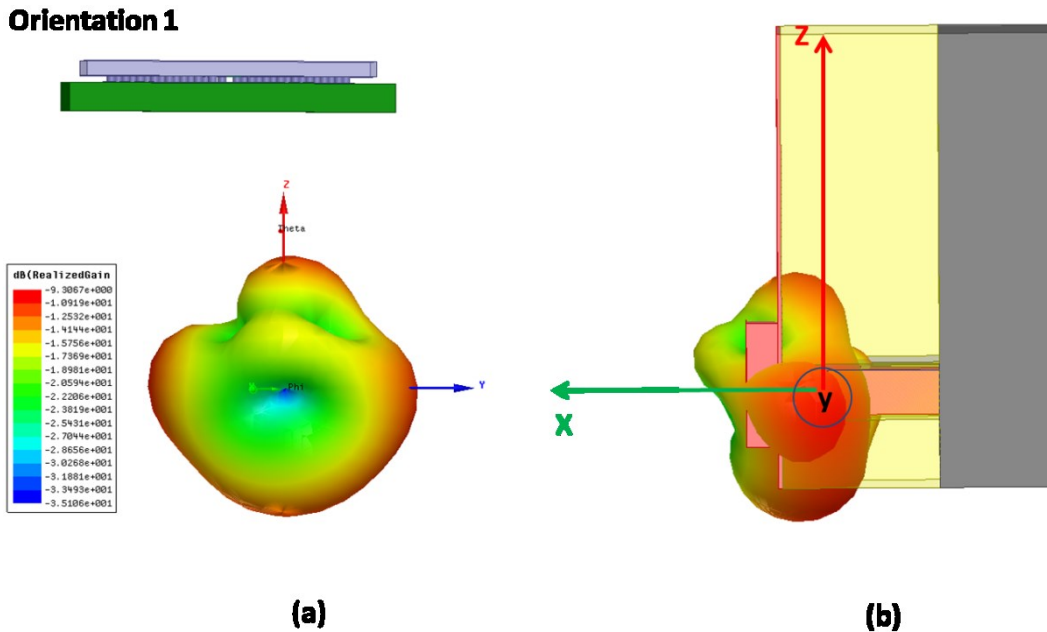 Orientation 1
Z
Theta
dB(RealizedGain
-9.3067e+000
-1.0919e+001
-1.2532e+001
-1.4144e+001
-1.5756e+001
-1.7369e+001
-1.8981e+001
-2.0594e+001
-2.2206e+001
-2.3819e+001
-2.5431e+001
-2.7044e+001
-2.8656e+001
-3.0268e+001
-3.1881e+001
-3.3493e+001
-3.5106e+001
X
Phi
Y
(a)
Z
X
y
(b)